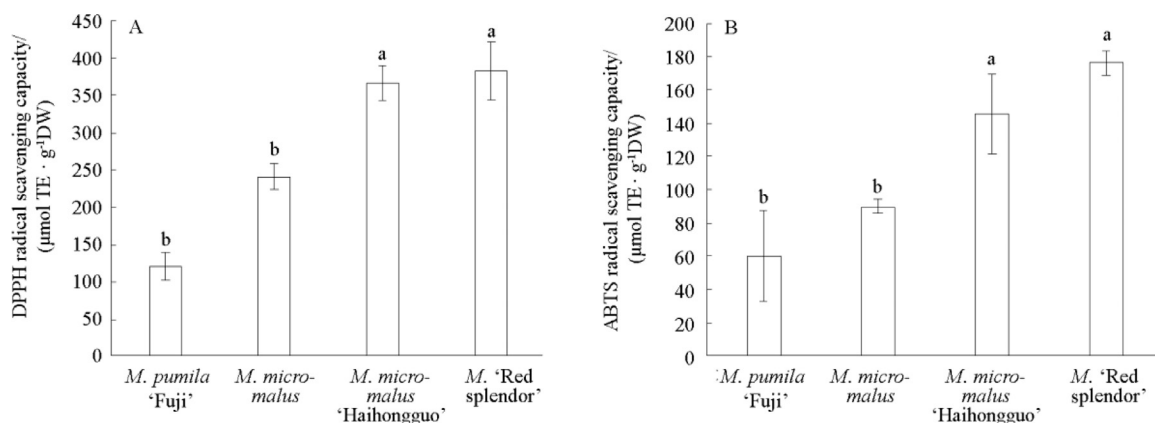 A
DPPH radical scavenging capacity/
(μmol TE · g⁻¹DW)
450
400
350
300
250
200
150
100
50
0
b
b
a
a
M. pumila
'Fuji'
M. micro-
malus
M. micro-
malus
'Haihongguo'
M. 'Red
splendor'
B
ABTS radical scavenging capacity/
(μmol TE · g⁻¹DW)
200
180
160
140
120
100
80
60
40
20
0
b
b
a
a
M. pumila
'Fuji'
M. micro-
malus
M. micro-
malus
'Haihongguo'
M. 'Red
splendor'